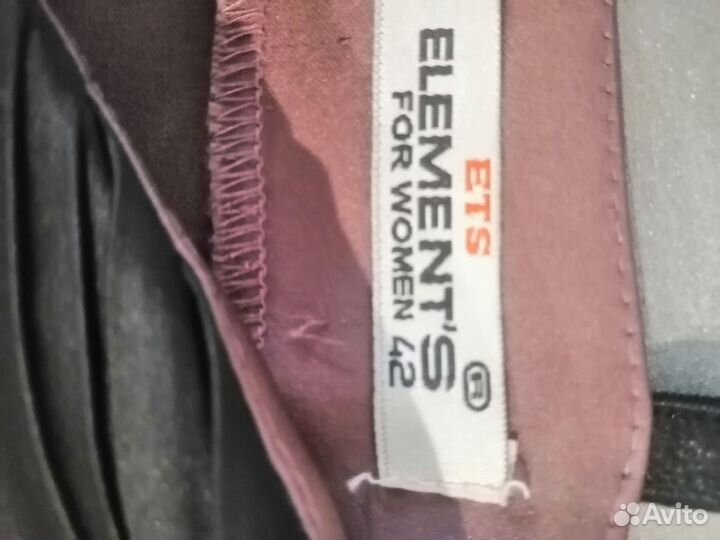 ETS
ELEMENT'S®
FOR WOMEN 42
Avito